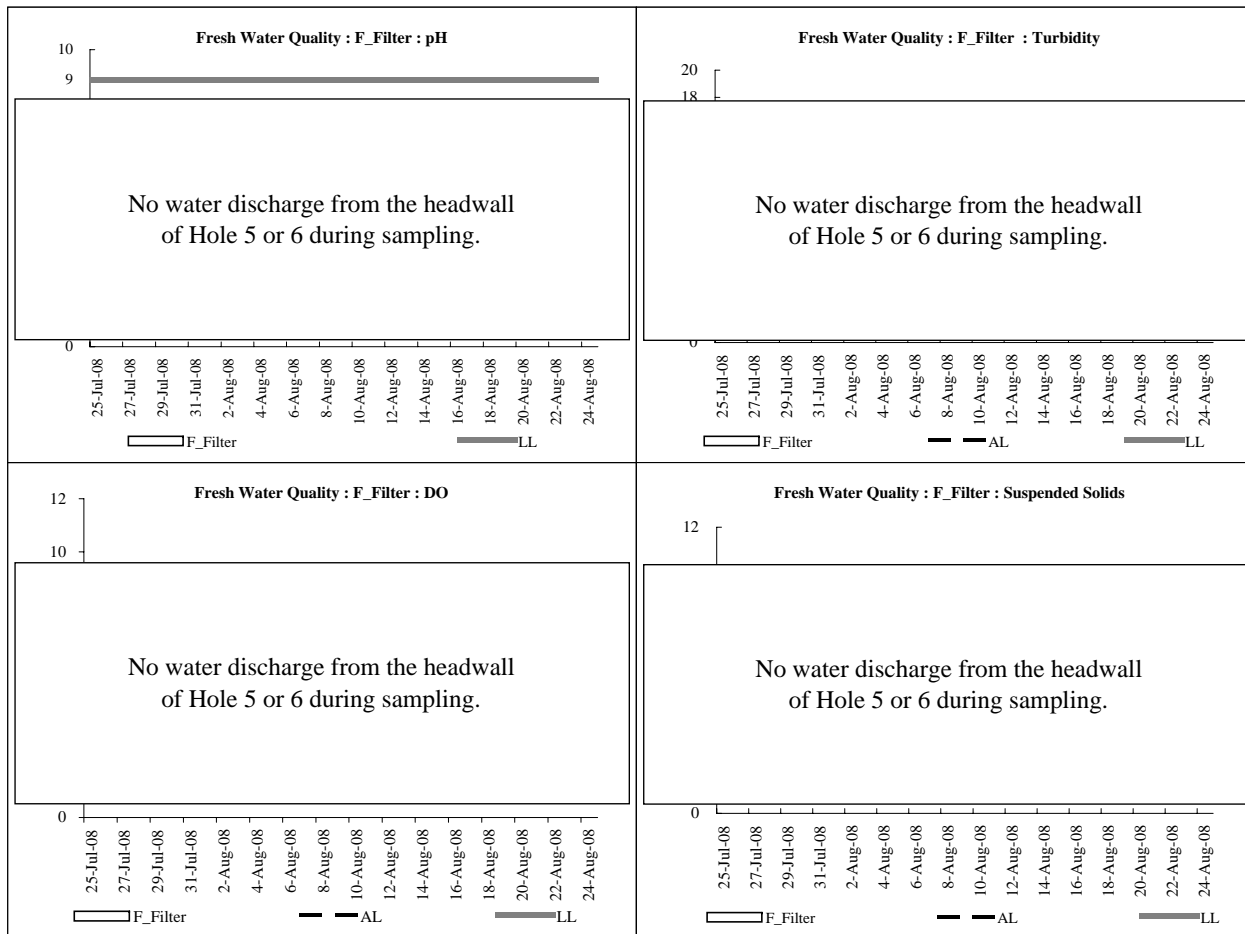 Fresh Water Quality : F_Filter : pH
10
9
No water discharge from the headwall
of Hole 5 or 6 during sampling.
0
25-Jul-08
27-Jul-08
29-Jul-08
31-Jul-08
2-Aug-08
4-Aug-08
6-Aug-08
8-Aug-08
10-Aug-08
12-Aug-08
14-Aug-08
16-Aug-08
18-Aug-08
20-Aug-08
22-Aug-08
24-Aug-08
F_Filter LL
Fresh Water Quality : F_Filter : Turbidity
20
18
No water discharge from the headwall
of Hole 5 or 6 during sampling.
0
25-Jul-08
27-Jul-08
29-Jul-08
31-Jul-08
2-Aug-08
4-Aug-08
6-Aug-08
8-Aug-08
10-Aug-08
12-Aug-08
14-Aug-08
16-Aug-08
18-Aug-08
20-Aug-08
22-Aug-08
24-Aug-08
F_Filter AL LL
Fresh Water Quality : F_Filter : DO
12
10
No water discharge from the headwall
of Hole 5 or 6 during sampling.
0
25-Jul-08
27-Jul-08
29-Jul-08
31-Jul-08
2-Aug-08
4-Aug-08
6-Aug-08
8-Aug-08
10-Aug-08
12-Aug-08
14-Aug-08
16-Aug-08
18-Aug-08
20-Aug-08
22-Aug-08
24-Aug-08
F_Filter AL LL
Fresh Water Quality : F_Filter : Suspended Solids
12
No water discharge from the headwall
of Hole 5 or 6 during sampling.
0
25-Jul-08
27-Jul-08
29-Jul-08
31-Jul-08
2-Aug-08
4-Aug-08
6-Aug-08
8-Aug-08
10-Aug-08
12-Aug-08
14-Aug-08
16-Aug-08
18-Aug-08
20-Aug-08
22-Aug-08
24-Aug-08
F_Filter AL LL